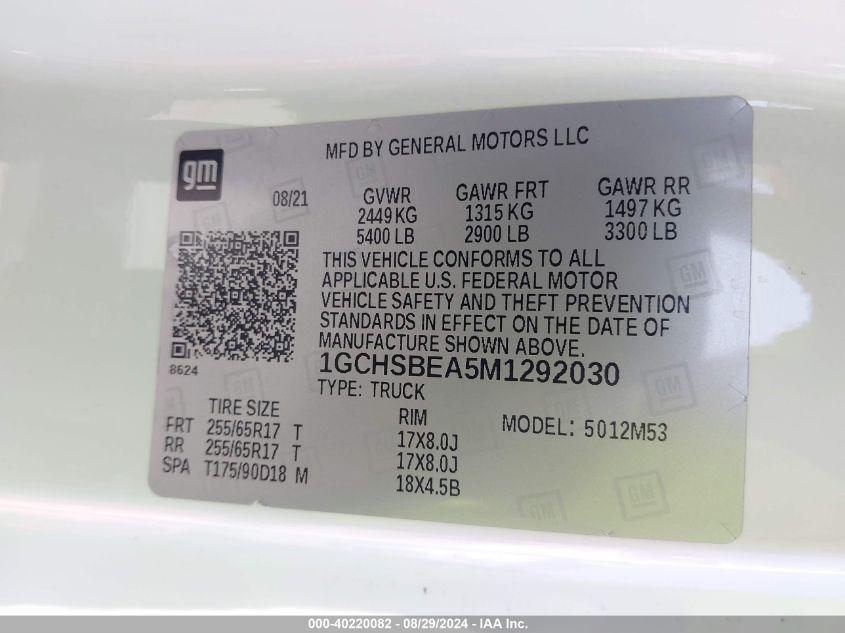 gm
MFD BY GENERAL MOTORS LLC
08/21
GVWR GAWR FRT GAWR RR
2449 KG 1315 KG 1497 KG
5400 LB 2900 LB 3300 LB
THIS VEHICLE CONFORMS TO ALL
APPLICABLE U.S. FEDERAL MOTOR
VEHICLE SAFETY AND THEFT PREVENTION
STANDARDS IN EFFECT ON THE DATE OF
MANUFACTURE SHOWN ABOVE.
8624
1GCHSBEA5M1292030
TYPE: TRUCK
TIRE SIZE RIM MODEL: 5012M53
FRT 255/65R17 T 17X8.0J
RR 255/65R17 T 17X8.0J
SPA T175/90D18 M 18X4.5B
000-40220082 - 08/29/2024 - IAA Inc.